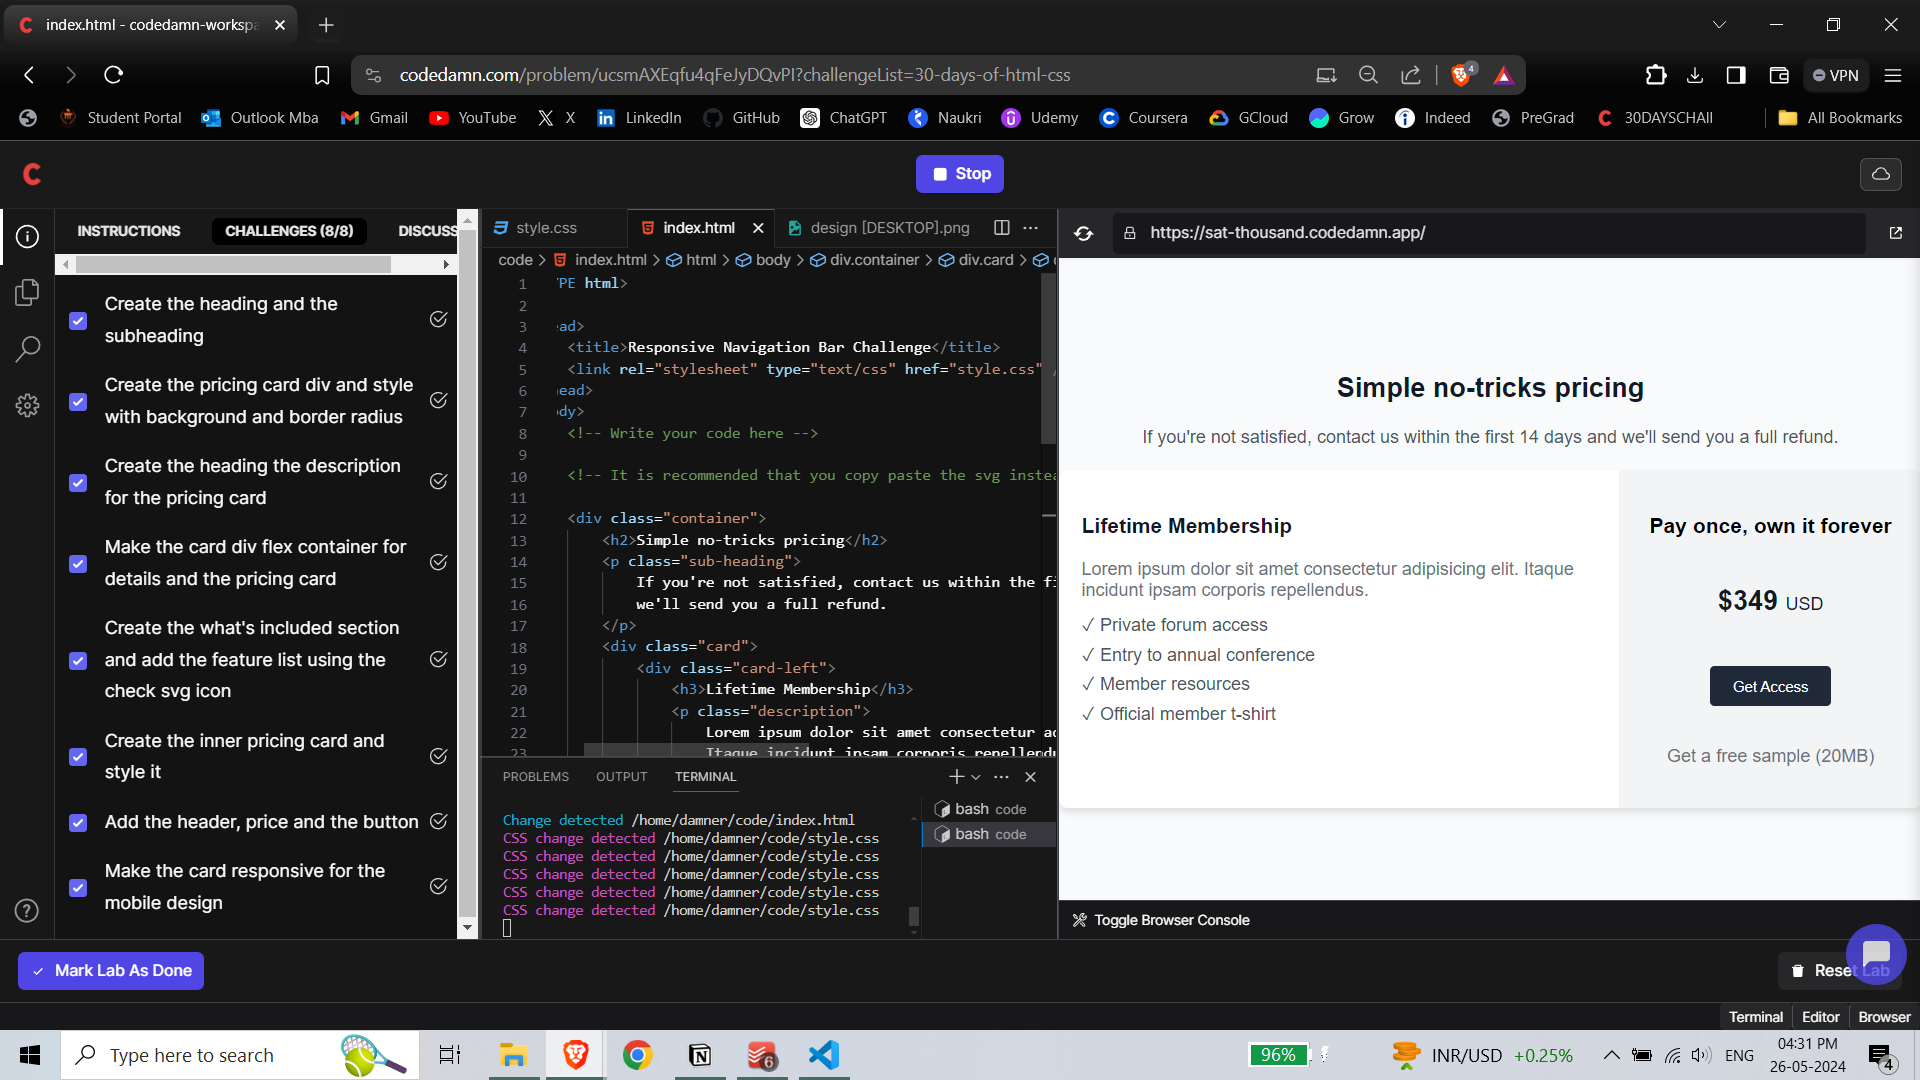 index.html - codedamn-workspa
codedamn.com/problem/ucsmAXEqfu4qFeJyDQvPI?challengeList=30-days-of-html-css
4
VPN
Student Portal
Outlook Mba
Gmail
YouTube
X
LinkedIn
GitHub
ChatGPT
Naukri
Udemy
Coursera
GCloud
Grow
Indeed
PreGrad
30DAYSCHAll
All Bookmarks
Stop
INSTRUCTIONS
CHALLENGES (8/8)
DISCUSS
Create the heading and the
subheading
Create the pricing card div and style
with background and border radius
Create the heading the description
for the pricing card
Make the card div flex container for
details and the pricing card
Create the what's included section
and add the feature list using the
check svg icon
Create the inner pricing card and
style it
Add the header, price and the button
Make the card responsive for the
mobile design
style.css
index.html
design [DESKTOP].png
code > index.html > html > body > div.container > div.card >
1 'PE html>
2
3 ead>
4 <title>Responsive Navigation Bar Challenge</title>
5 <link rel="stylesheet" type="text/css" href="style.css" /
6 head>
7 ody>
8 <!-- Write your code here -->
9
10 <!-- It is recommended that you copy paste the svg instea
11
12 <div class="container">
13 <h2>Simple no-tricks pricing</h2>
14 <p class="sub-heading">
15 If you're not satisfied, contact us within the fi
16 we'll send you a full refund.
17 </p>
18 <div class="card">
19 <div class="card-left">
20 <h3>Lifetime Membership</h3>
21 <p class="description">
22 Lorem ipsum dolor sit amet consectetur ad
23 Itaque incidunt ipsam corporis repellendu
PROBLEMS
OUTPUT
TERMINAL
Change detected /home/damner/code/index.html
CSS change detected /home/damner/code/style.css
CSS change detected /home/damner/code/style.css
CSS change detected /home/damner/code/style.css
CSS change detected /home/damner/code/style.css
CSS change detected /home/damner/code/style.css
bash code
bash code
https://sat-thousand.codedamn.app/
Simple no-tricks pricing
If you're not satisfied, contact us within the first 14 days and we'll send you a full refund.
Lifetime Membership
Lorem ipsum dolor sit amet consectetur adipisicing elit. Itaque
incidunt ipsam corporis repellendus.
✓ Private forum access
✓ Entry to annual conference
✓ Member resources
✓ Official member t-shirt
Pay once, own it forever
$349 USD
Get Access
Get a free sample (20MB)
Toggle Browser Console
Mark Lab As Done
Reset Lab
Terminal
Editor
Browser
Type here to search
6
96%
INR/USD +0.25%
ENG
04:31 PM
26-05-2024
4